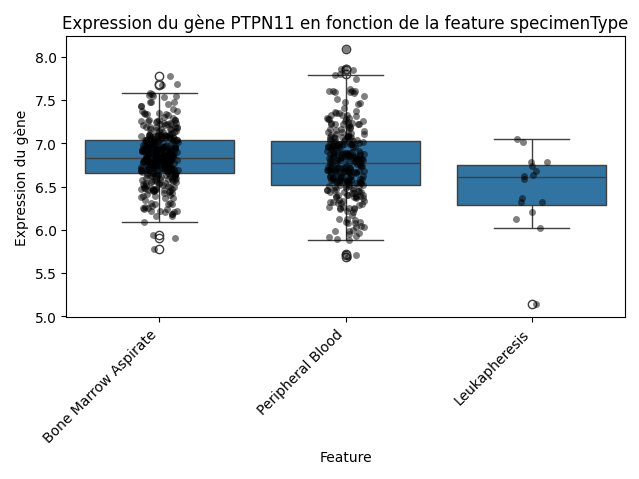 Expression du gène PTPN11 en fonction de la feature specimenType
Expression du gène
8.0
7.5
7.0
6.5
6.0
5.5
5.0
Bone Marrow Aspirate
Peripheral Blood
Leukapheresis
Feature